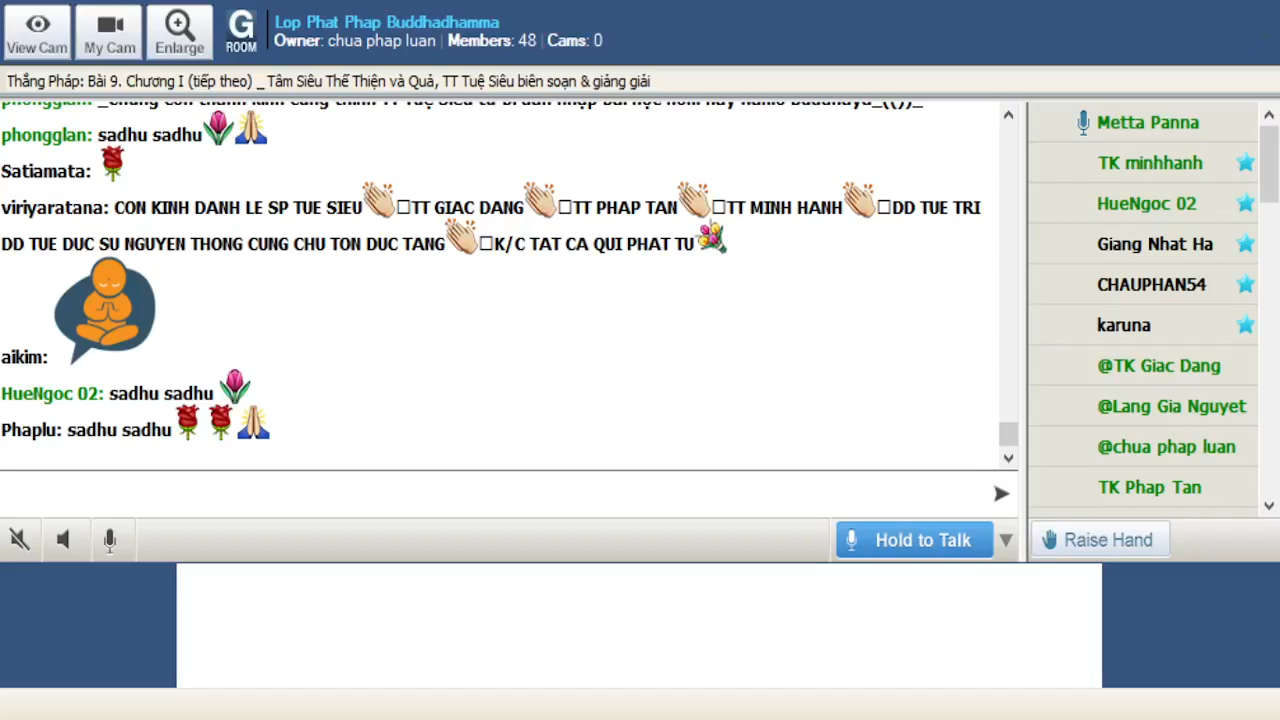 View Cam
My Cam
Enlarge
G
ROOM
Lop Phat Phap Buddhadhamma
Owner: chua phap luan | Members: 48 | Cams: 0
Thắng Pháp: Bài 9. Chương I (tiếp theo) _ Tâm Siêu Thế Thiện và Quả, TT Tuệ Siêu biên soạn & giảng giải
phongglan:
phongglan: sadhu sadhu
Satiamata:
viriyaratana: CON KINH DANH LE SP TUE SIEU TT GIAC DANG TT PHAP TAN TT MINH HANH DD TUE TRI
DD TUE DUC SU NGUYEN THONG CUNG CHU TON DUC TANG K/C TAT CA QUI PHAT TU
aikim:
HueNgoc 02: sadhu sadhu
Phaplu: sadhu sadhu
Hold to Talk
Metta Panna
TK minhhanh
HueNgoc 02
Giang Nhat Ha
CHAUPHAN54
karuna
@TK Giac Dang
@Lang Gia Nguyet
@chua phap luan
TK Phap Tan
Raise Hand